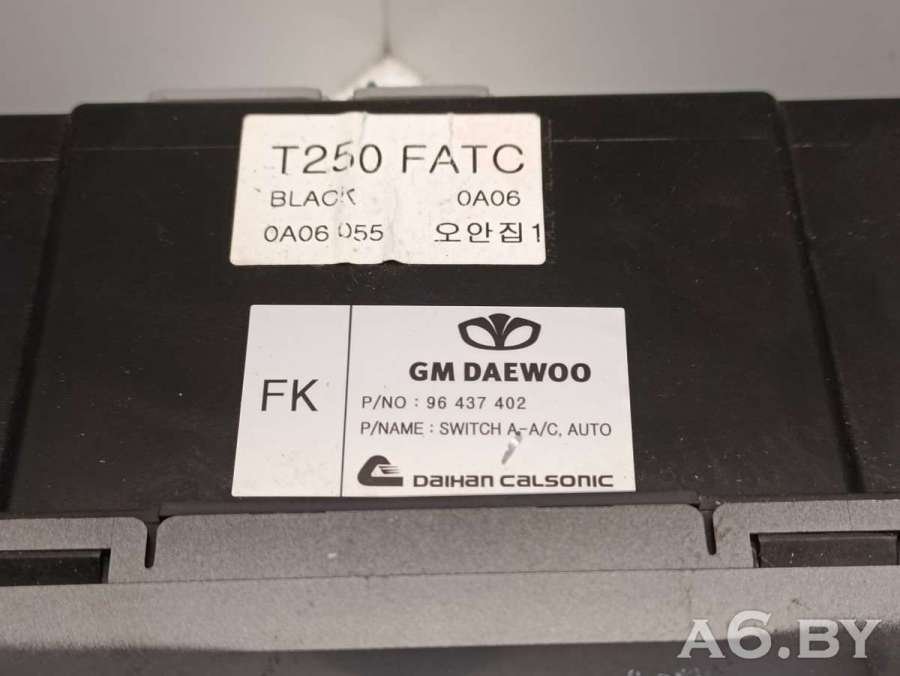 T250 FATC
BLACK 0A06
0A06 055 오안집1
FK
GM DAEWOO
P/NO : 96 437 402
P/NAME : SWITCH A-A/C, AUTO
DAIHAN CALSONIC
A6.BY